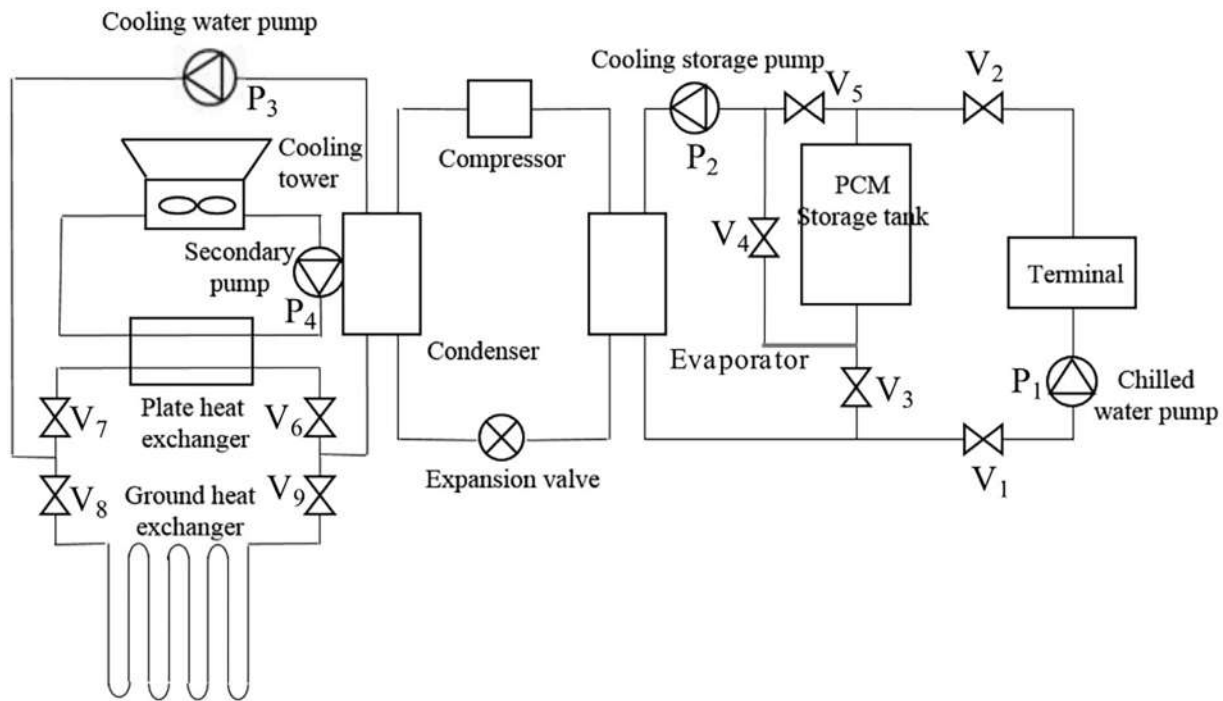 Cooling water pump
P3
Cooling
tower
Secondary
pump
P4
Plate heat
exchanger
V7
V6
V8
V9
Ground heat
exchanger
Compressor
Condenser
Expansion valve
Evaporator
Cooling storage pump
P2
V5
V2
PCM
Storage tank
V4
V3
Terminal
P1
Chilled
water pump
V1